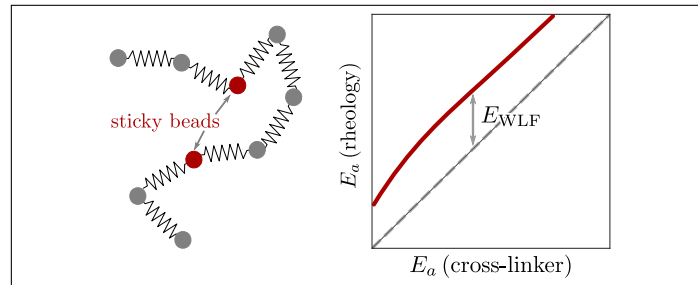 sticky beads
E_a (rheology)
E_WLF
E_a (cross-linker)